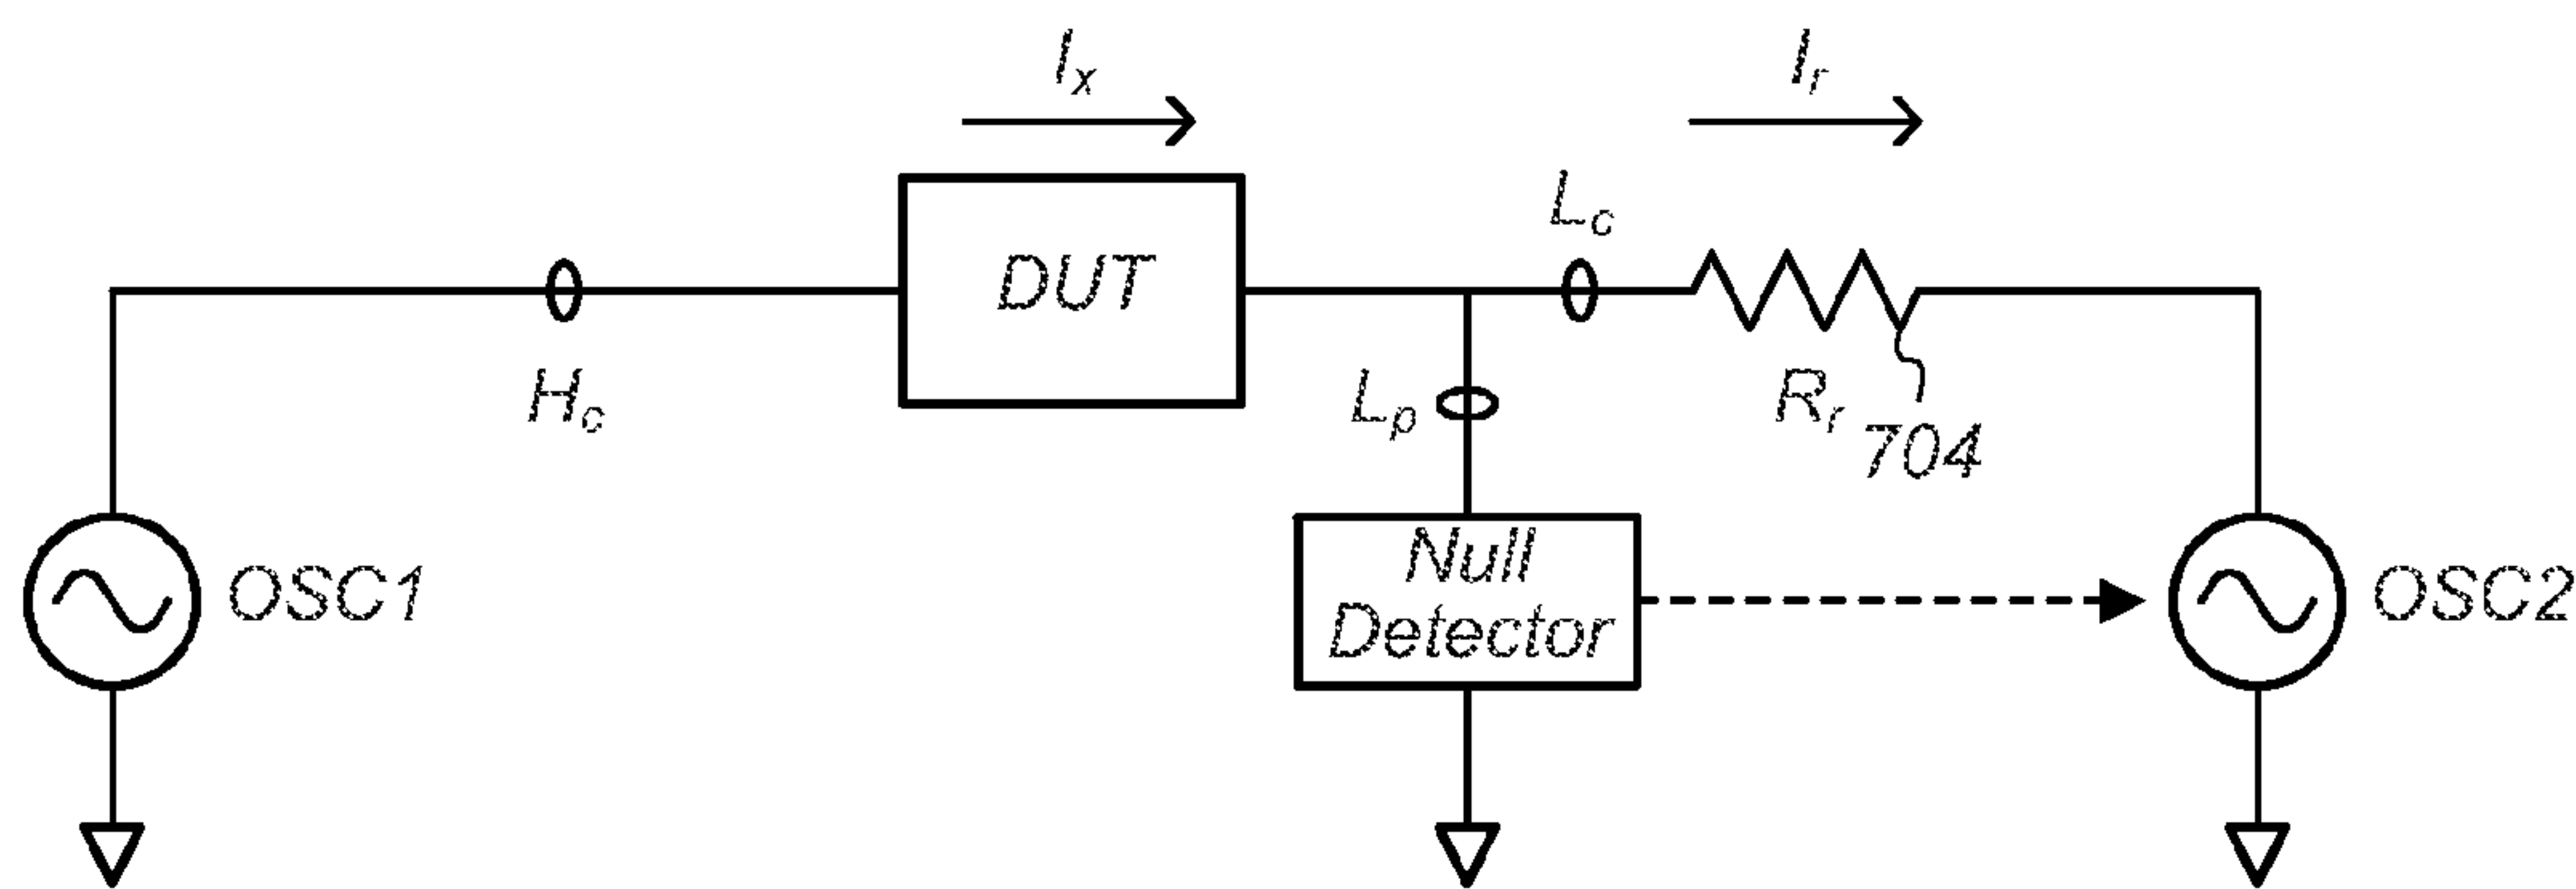 Ix
Ir
Lc
DUT
Hc
Lp
Rr
704
OSC1
Null
Detector
OSC2